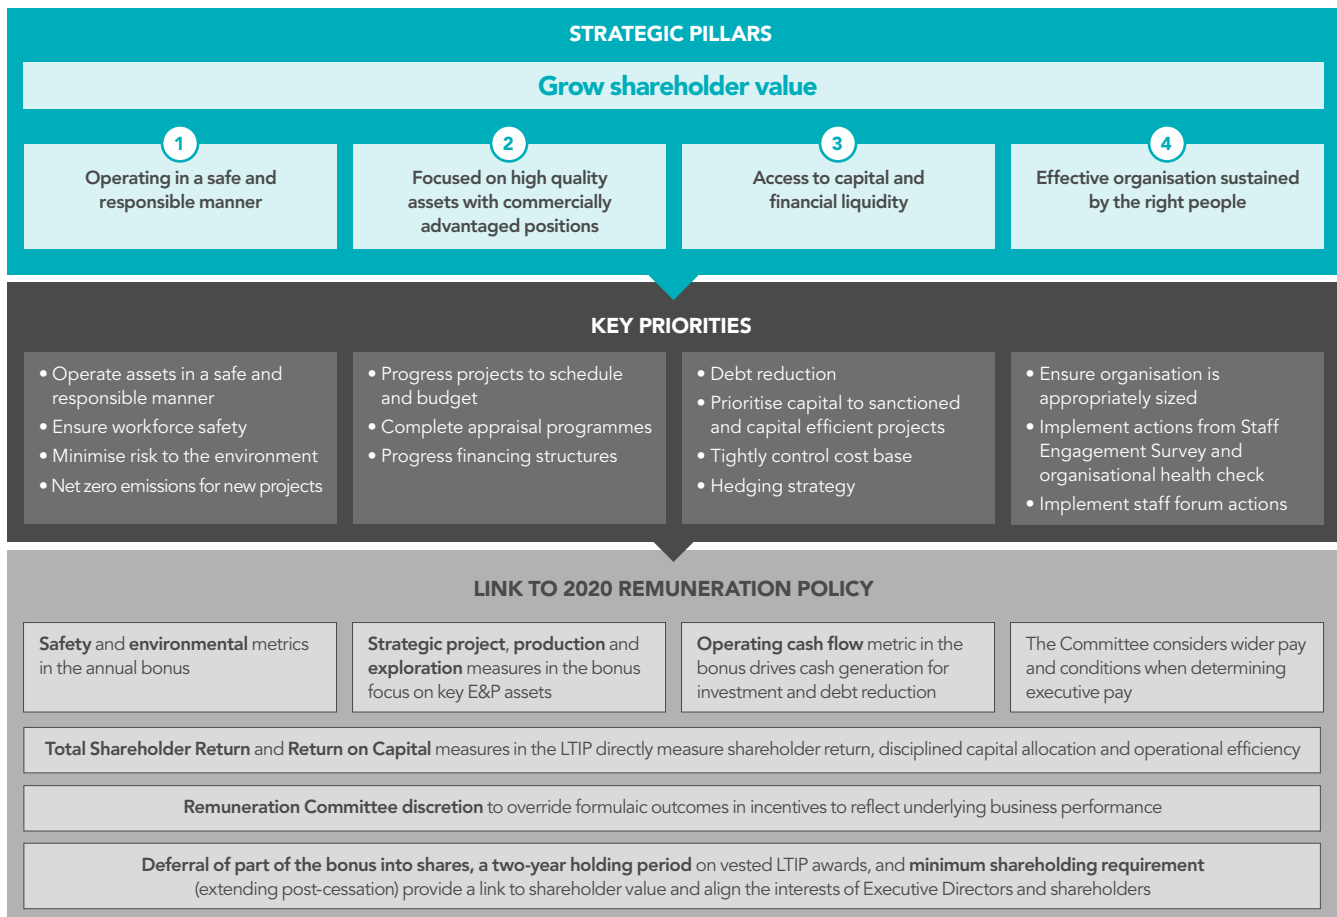 STRATEGIC PILLARS
Grow shareholder value
1
Operating in a safe and
responsible manner
2
Focused on high quality
assets with commercially
advantaged positions
3
Access to capital and
financial liquidity
4
Effective organisation sustained
by the right people
KEY PRIORITIES
• Operate assets in a safe and
responsible manner
• Ensure workforce safety
• Minimise risk to the environment
• Net zero emissions for new projects
• Progress projects to schedule
and budget
• Complete appraisal programmes
• Progress financing structures
• Debt reduction
• Prioritise capital to sanctioned
and capital efficient projects
• Tightly control cost base
• Hedging strategy
• Ensure organisation is
appropriately sized
• Implement actions from Staff
Engagement Survey and
organisational health check
• Implement staff forum actions
LINK TO 2020 REMUNERATION POLICY
Safety and environmental metrics
in the annual bonus
Strategic project, production and
exploration measures in the bonus
focus on key E&P assets
Operating cash flow metric in the
bonus drives cash generation for
investment and debt reduction
The Committee considers wider pay
and conditions when determining
executive pay
Total Shareholder Return and Return on Capital measures in the LTIP directly measure shareholder return, disciplined capital allocation and operational efficiency
Remuneration Committee discretion to override formulaic outcomes in incentives to reflect underlying business performance
Deferral of part of the bonus into shares, a two-year holding period on vested LTIP awards, and minimum shareholding requirement
(extending post-cessation) provide a link to shareholder value and align the interests of Executive Directors and shareholders